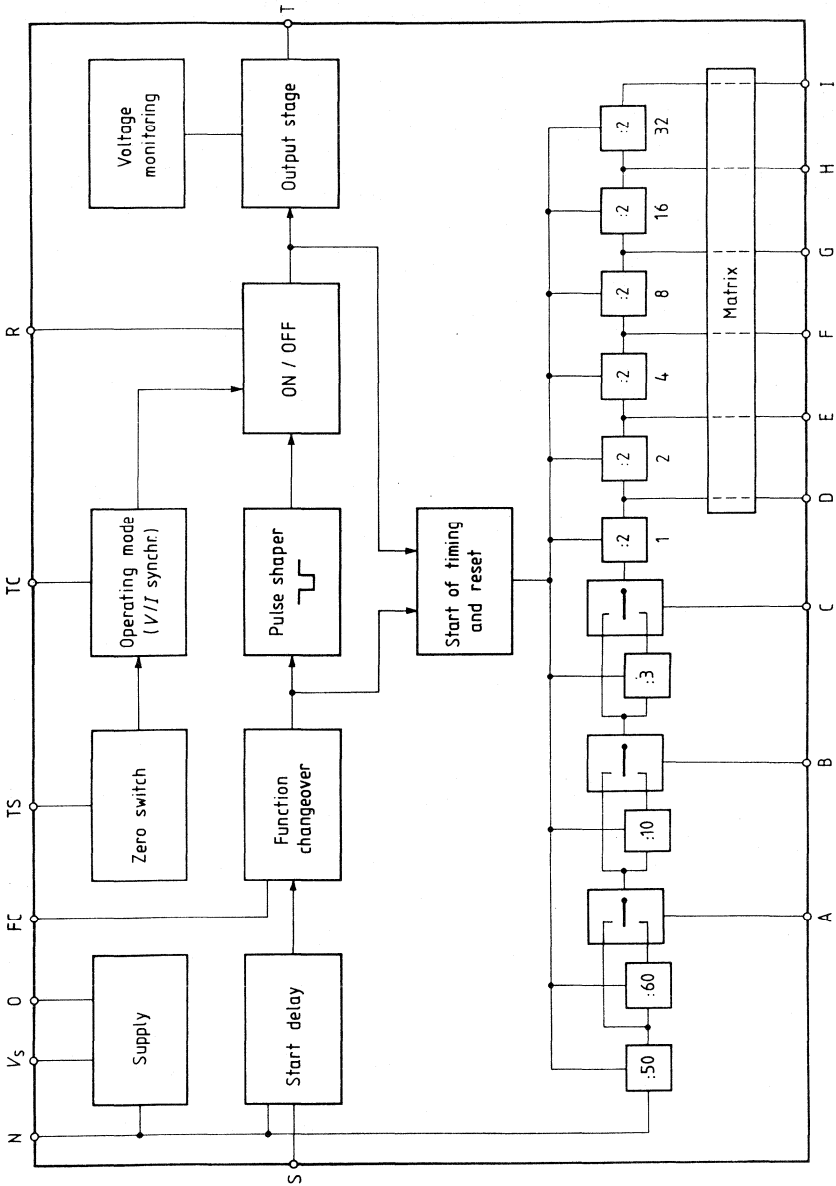 N
Vs
O
FC
TS
TC
R
Supply
Zero switch
Operating mode
(V/I synchr.)
Voltage
monitoring
S
Start delay
Function
changeover
Pulse shaper
ON / OFF
Output stage
T
Start of timing
and reset
:50
:60
:10
:3
:2
:2
:2
:2
:2
:2
1
2
4
8
16
32
Matrix
A
B
C
D
E
F
G
H
I